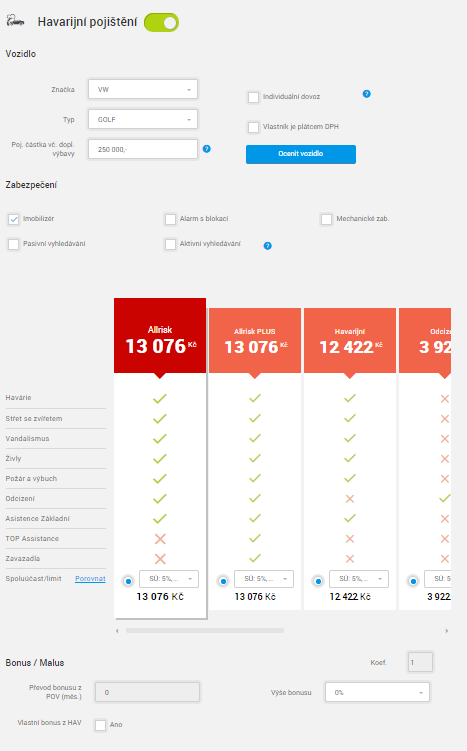 Havarijní pojištění
Vozidlo
Značka VW
Individuální dovoz ?
Typ GOLF
Vlastník je plátcem DPH
Poj. částka vč. dopl. výbavy 250 000,- ?
Ocenit vozidlo
Zabezpečení
Imobilizér Alarm s blokací Mechanické zab.
Pasivní vyhledávání Aktivní vyhledávání ?
Allrisk Allrisk PLUS Havarijní
13 076 Kč 13 076 Kč 12 422 Kč 3 92
Havárie
Střet se zvířetem
Vandalismus
Živly
Požár a výbuch
Odcizení
Asistence Základní
TOP Assistance
Zavazadla
Spoluúčast/limit Porovnat SÚ: 5%,... SÚ: 5%,... SÚ: 5%,... SÚ: 5%,...
13 076 Kč 13 076 Kč 12 422 Kč 3 922
Bonus / Malus Koef. 1
Převod bonusu z POV (měs.) 0 Výše bonusu 0%
Vlastní bonus z HAV Ano